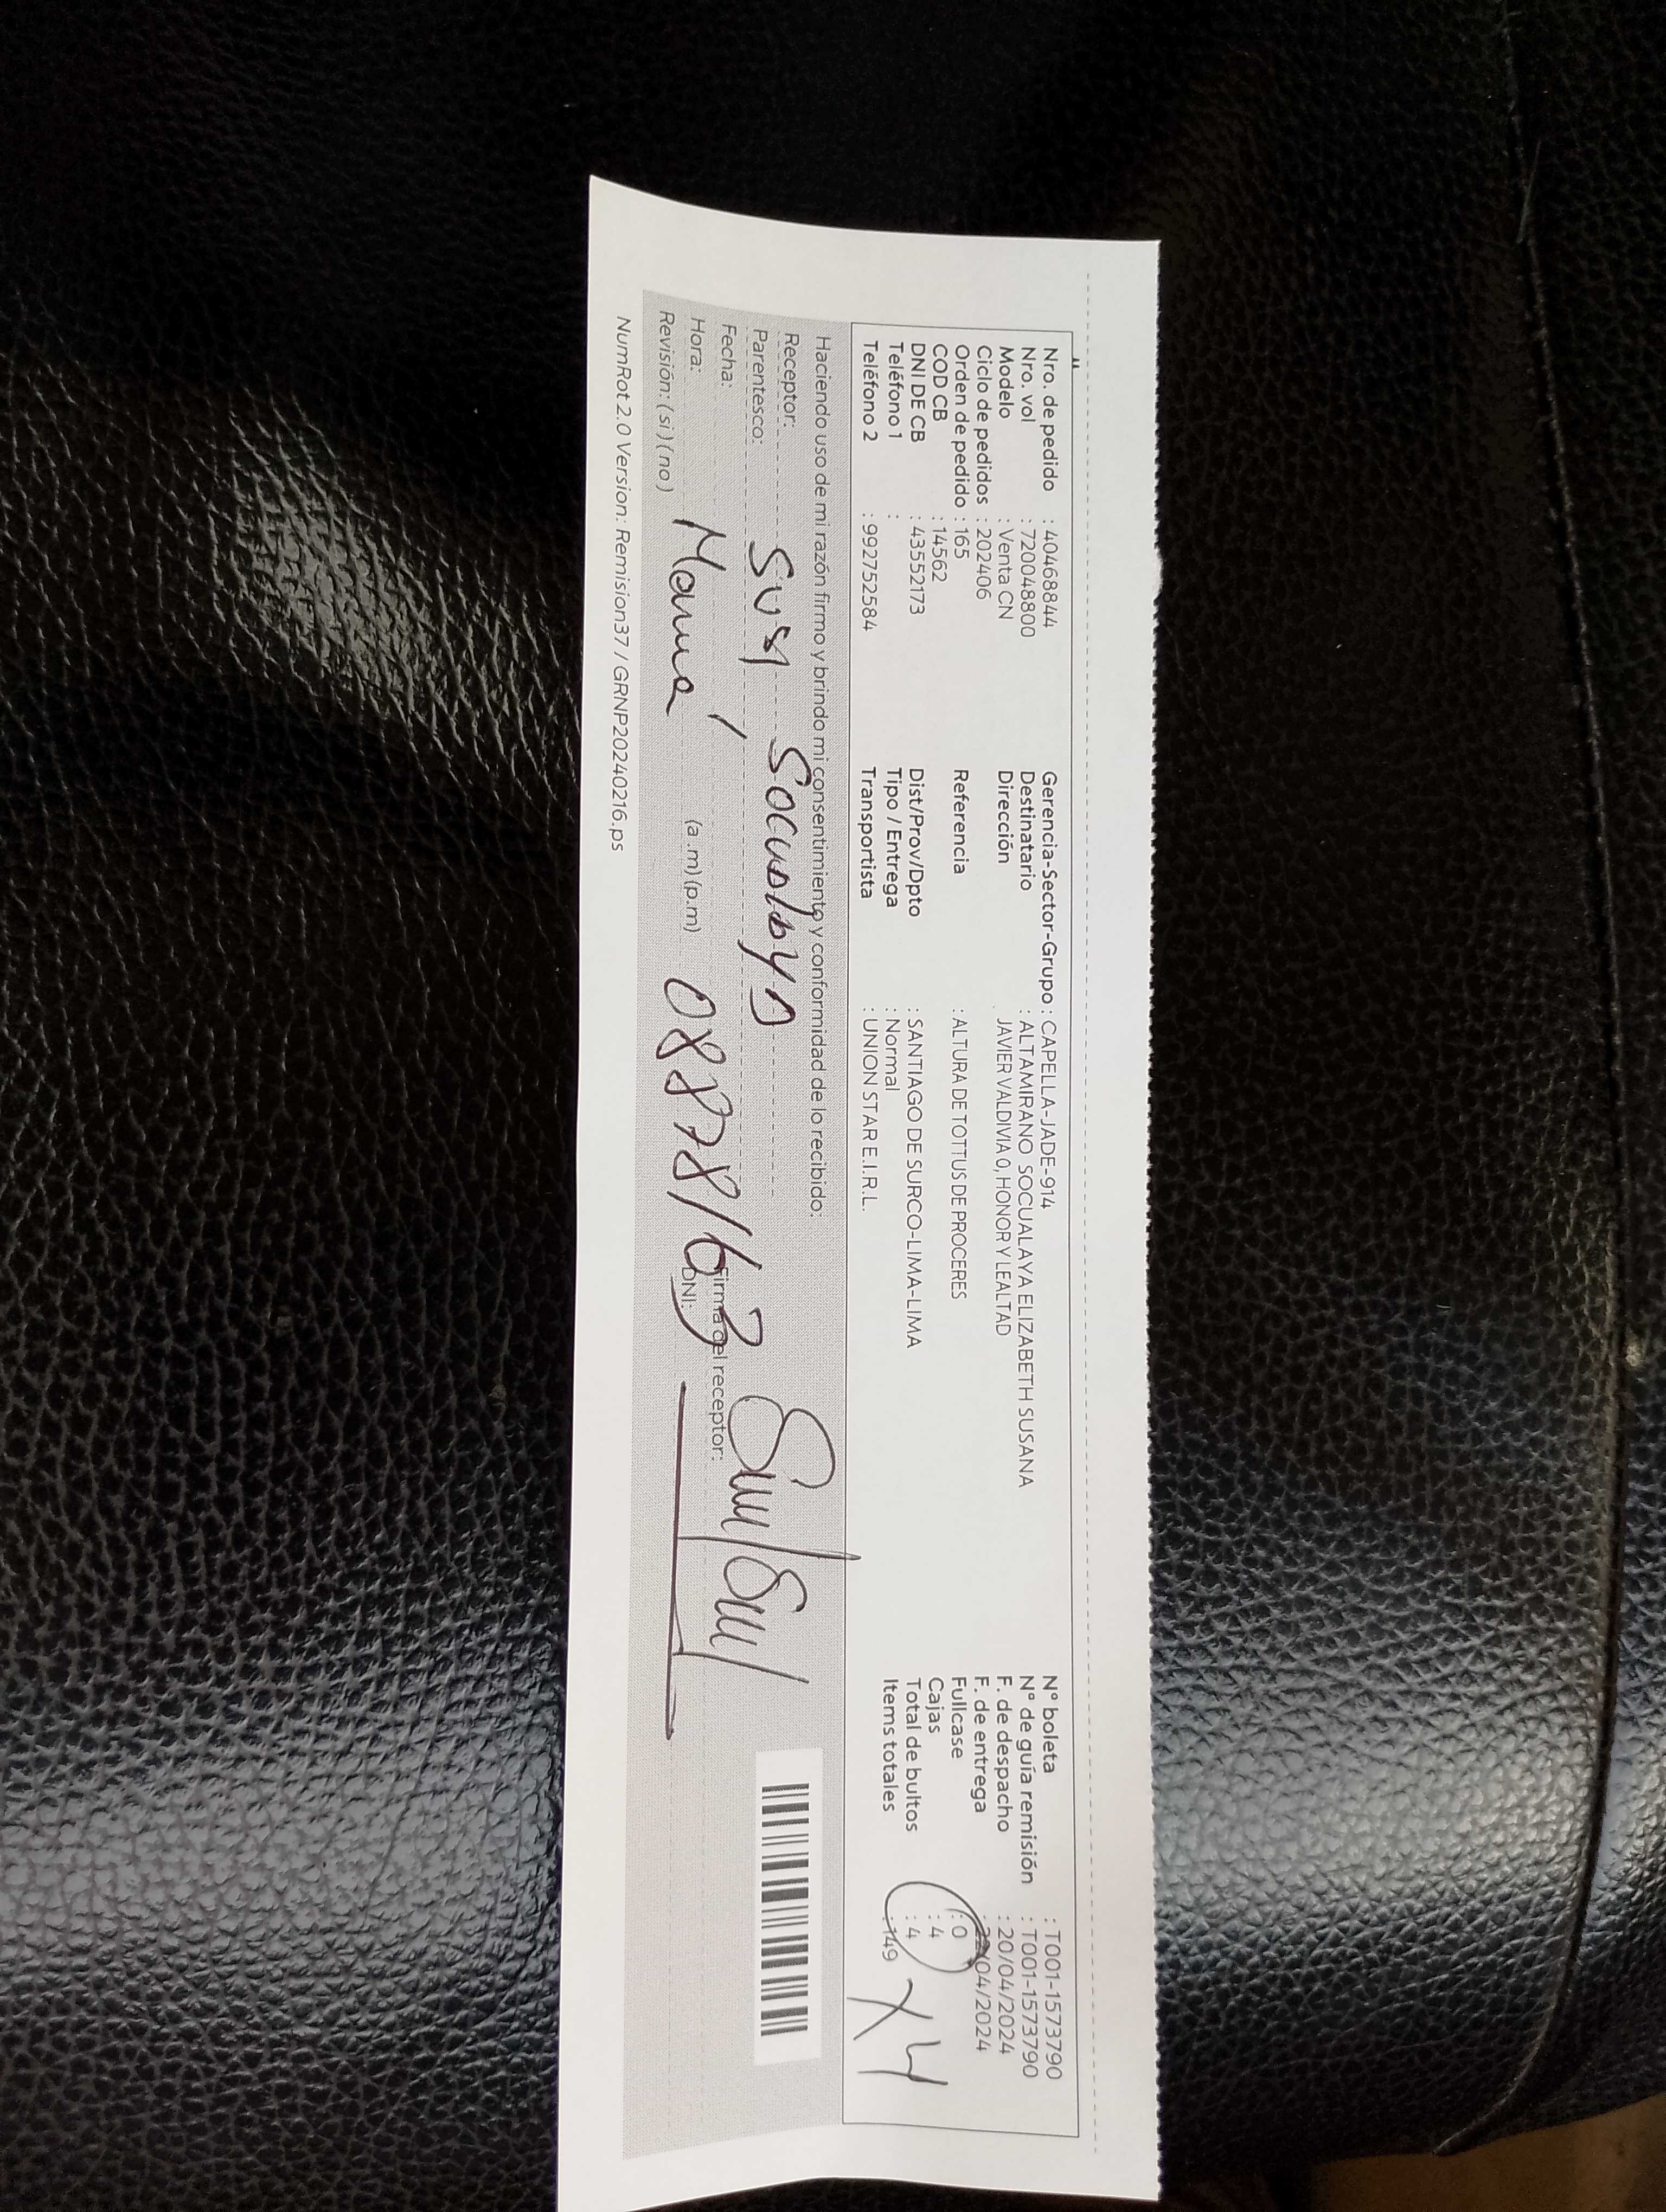 Nro. de pedido : 40468844
Nro. vol : 720048800
Modelo : Venta CN
Ciclo de pedidos : 202406
Orden de pedido : 165
COD CB : 14562
DNI DE CB : 43552173
Teléfono 1 :
Teléfono 2 : 992752584
Gerencia-Sector-Grupo : CAPELLA-JADE-914
Destinatario : ALTAMIRANO SOCUALAYA ELIZABETH SUSANA
Dirección JAVIER VALDIVIA 0, HONOR Y LEALTAD
Referencia : ALTURA DE TOTTUS DE PROCERES
Dist/Prov/Dpto : SANTIAGO DE SURCO-LIMA-LIMA
Tipo / Entrega : Normal
Transportista : UNION STAR E.I.R.L.
N° boleta : T001-1573790
N° de guía remisión : T001-1573790
F. de despacho : 20/04/2024
F. de entrega : 04/2024
Fullcase : 0
Cajas : 4
Total de bultos : 4
Items totales : 149
X4
Haciendo uso de mi razón firmo y brindo mi consentimiento y conformidad de lo recibido:
Receptor: Susy Socualaya
Parentesco:
Fecha:
Hora: (a.m) (p.m)
Revisión: (si) (no)
Mamá
08878163
Firma del receptor:
DNI:
NumRot 2.0 Version: Remision37 / GRNP20240216.ps